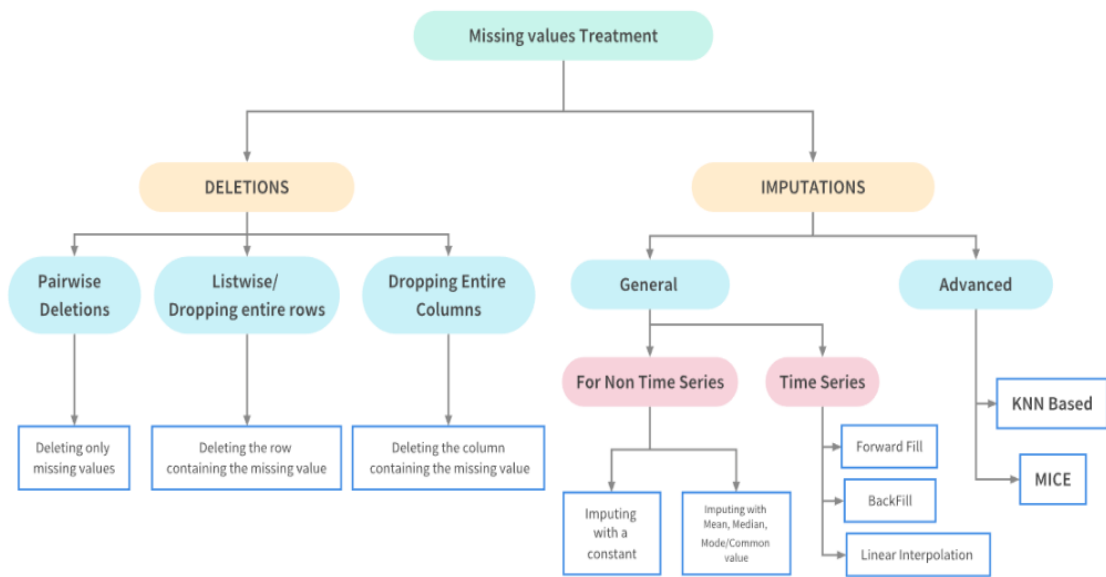 Missing values Treatment
DELETIONS
IMPUTATIONS
Pairwise
Deletions
Listwise/
Dropping entire rows
Dropping Entire
Columns
General
Advanced
For Non Time Series
Time Series
Deleting only
missing values
Deleting the row
containing the missing value
Deleting the column
containing the missing value
KNN Based
MICE
Forward Fill
BackFill
Linear Interpolation
Imputing
with a
constant
Imputing with
Mean, Median,
Mode/Common
value